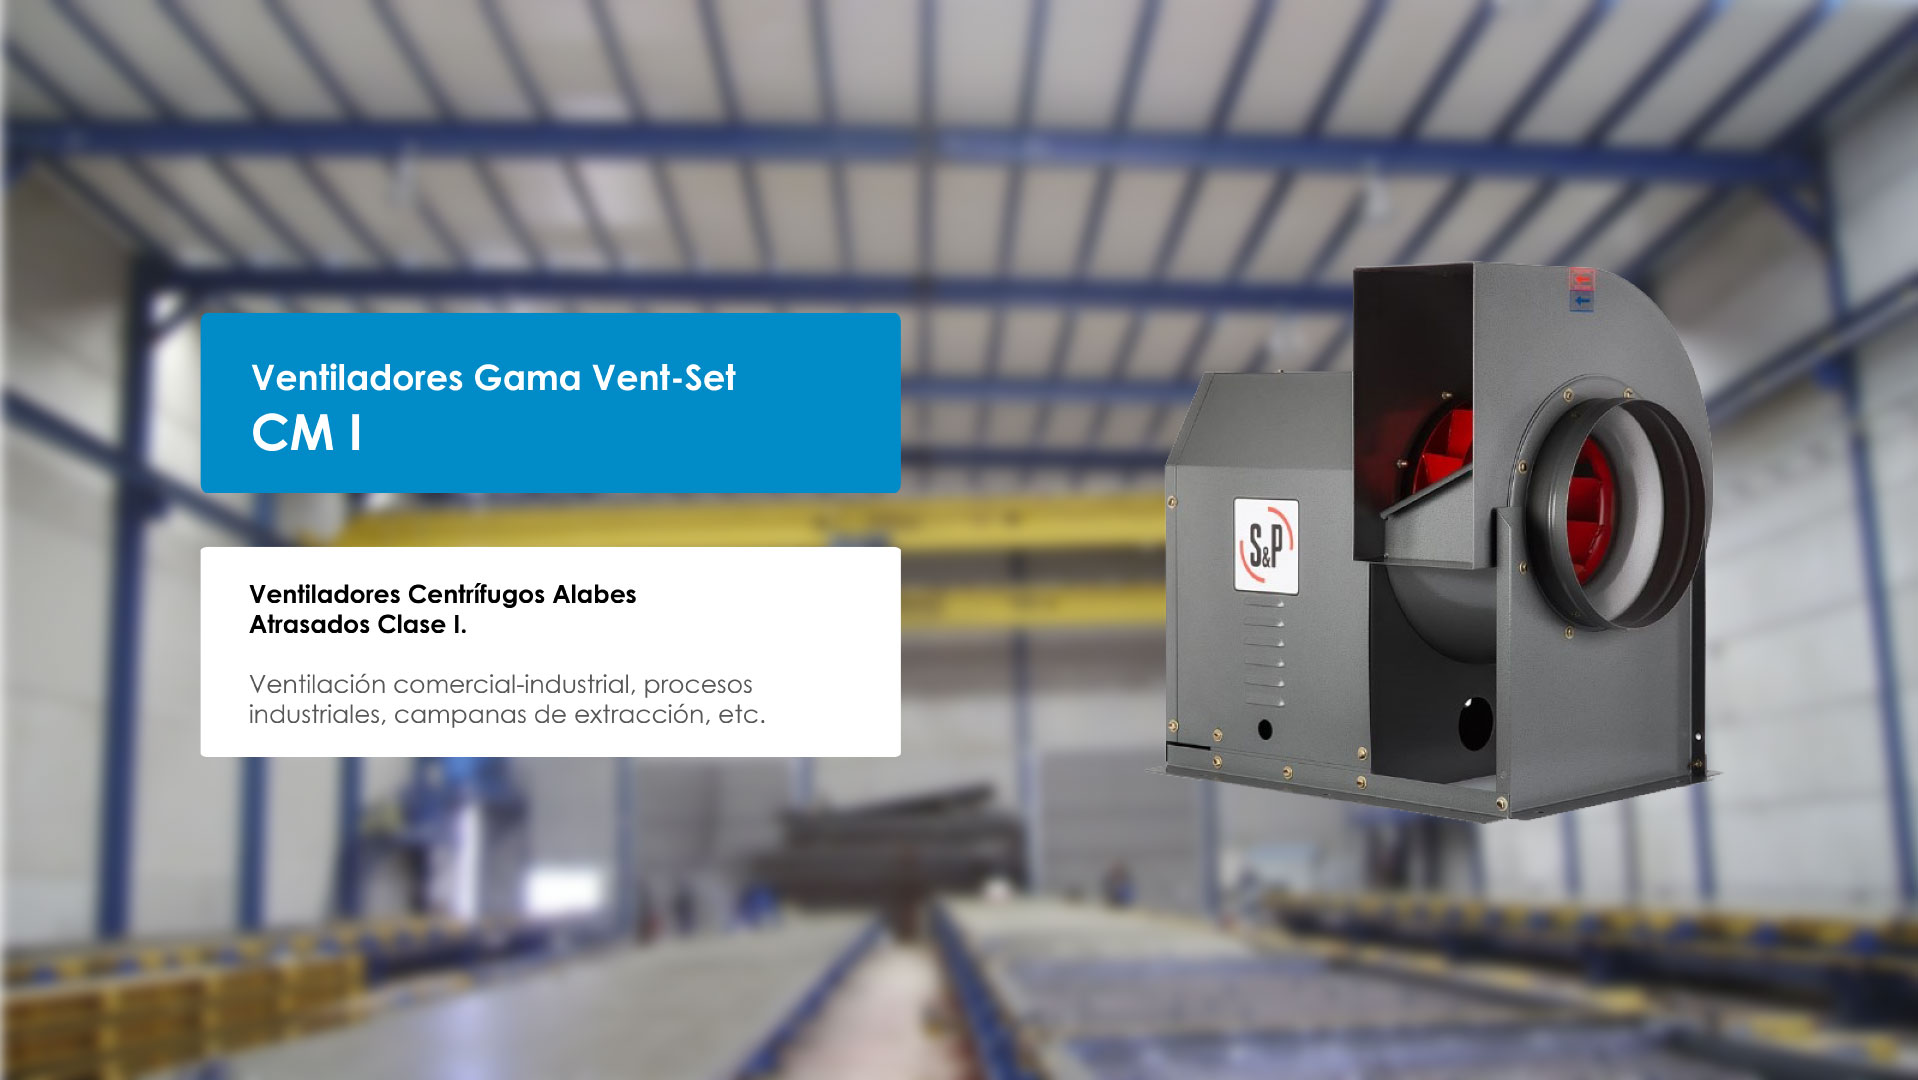 Ventiladores Gama Vent-Set
CM I
Ventiladores Centrífugos Alabes
Atrasados Clase I.
Ventilación comercial-industrial, procesos
industriales, campanas de extracción, etc.
S&P